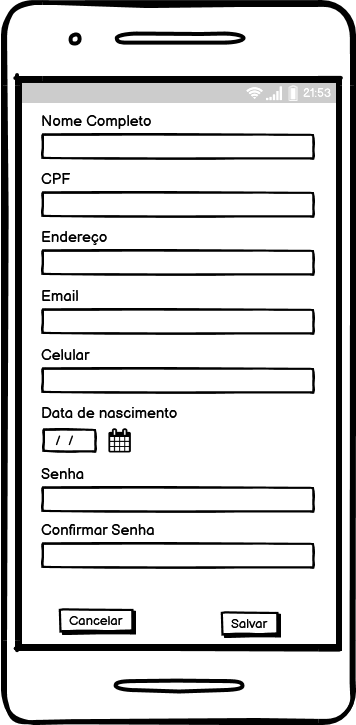 21:53
Nome Completo
CPF
Endereço
Email
Celular
Data de nascimento
/ /
Senha
Confirmar Senha
Cancelar
Salvar